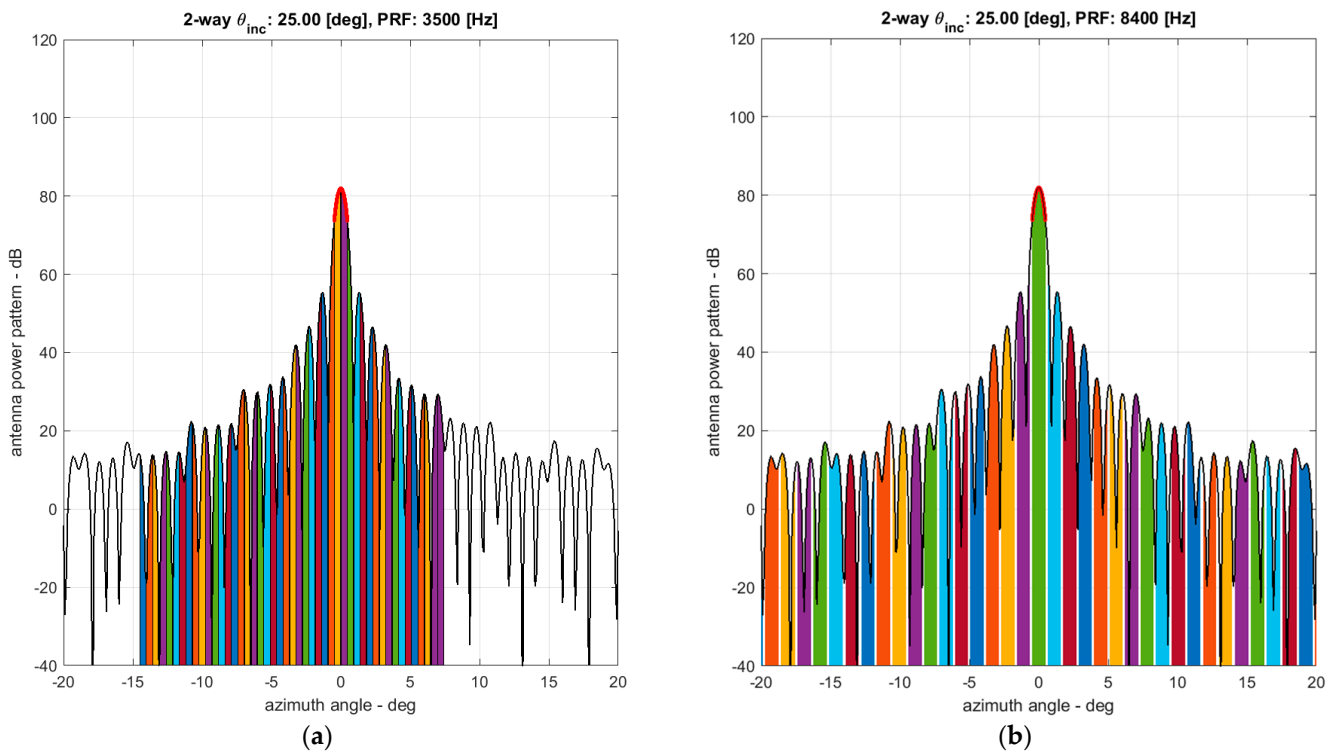 2-way θinc: 25.00 [deg], PRF: 3500 [Hz]
120
100
80
60
40
20
0
-20
-40
antenna power pattern - dB
-20 -15 -10 -5 0 5 10 15 20
azimuth angle - deg
(a)
2-way θinc: 25.00 [deg], PRF: 8400 [Hz]
120
100
80
60
40
20
0
-20
-40
antenna power pattern - dB
-20 -15 -10 -5 0 5 10 15 20
azimuth angle - deg
(b)